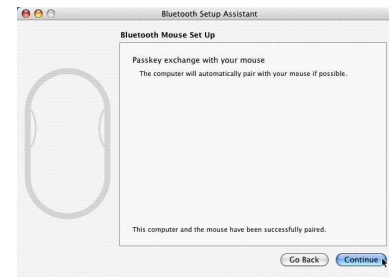 Bluetooth Setup Assistant
Bluetooth Mouse Set Up
Passkey exchange with your mouse
The computer will automatically pair with your mouse if possible.
This computer and the mouse have been successfully paired.
Go Back
Continue